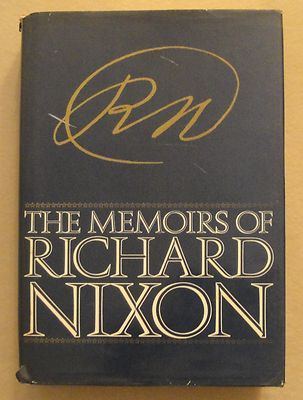 RN
THE MEMOIRS OF
RICHARD
NIXON